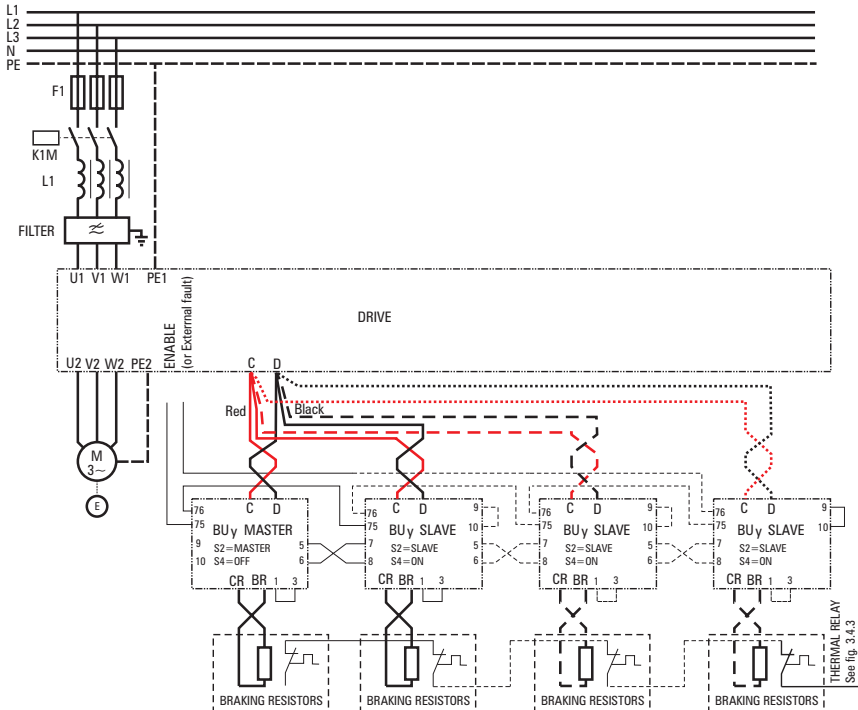 L1
L2
L3
N
PE
F1
K1M
L1
FILTER
≂
U1 V1 W1 PE1
ENABLE
(or External fault)
DRIVE
U2 V2 W2 PE2
C D
Red
Black
M
3~
E
C D
76
75
BUy MASTER
9
S2=MASTER
5
10
S4=OFF
6
CR BR 1 3
C D
76
9
75
10
BUy SLAVE
7
S2=SLAVE
5
8
S4=ON
6
CR BR 1 3
C D
76
9
75
10
BUy SLAVE
7
S2=SLAVE
5
8
S4=ON
6
CR BR 1 3
C D
76
9
75
10
BUy SLAVE
7
S2=SLAVE
8
S4=ON
CR BR 1 3
BRAKING RESISTORS
BRAKING RESISTORS
BRAKING RESISTORS
BRAKING RESISTORS
THERMAL RELAY
See fig. 3.4.3